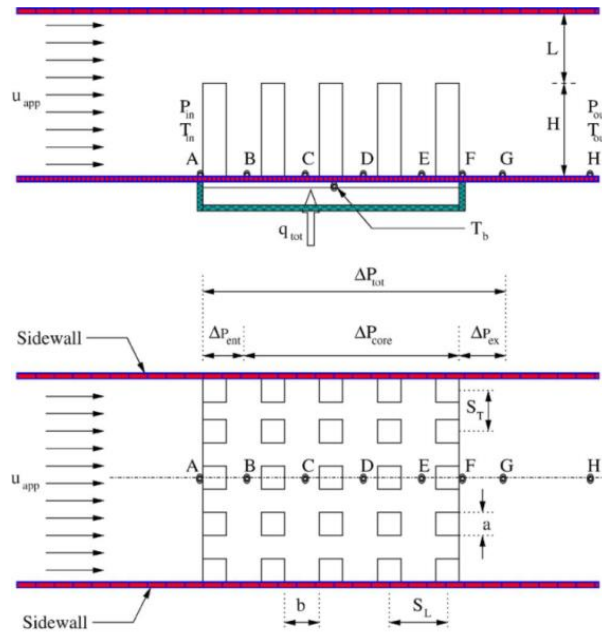 L
u_app
P_in
T_in
H
P_ou
T_ou
A B C D E F G H
q_tot
T_b
ΔP_tot
Sidewall
ΔP_ent ΔP_core ΔP_ex
S_T
A B C D E F G H
u_app
a
b S_L
Sidewall